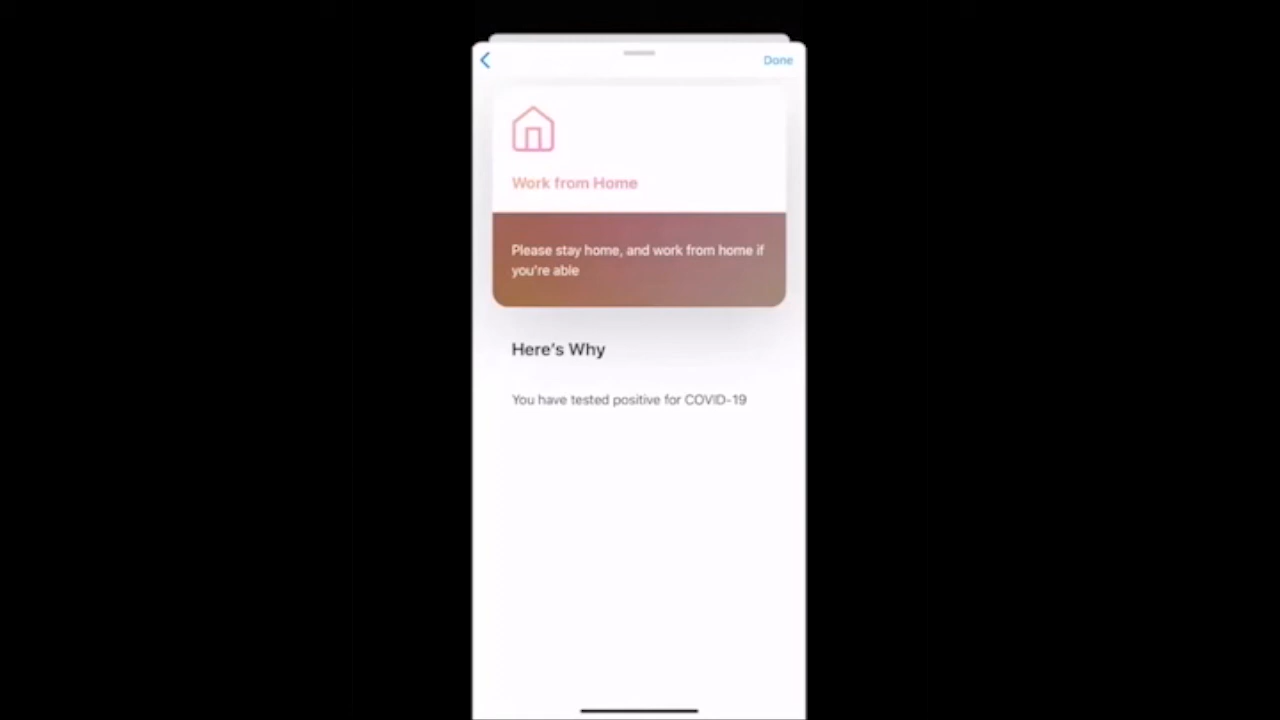 Done
Work from Home
Please stay home, and work from home if
you're able
Here's Why
You have tested positive for COVID-19